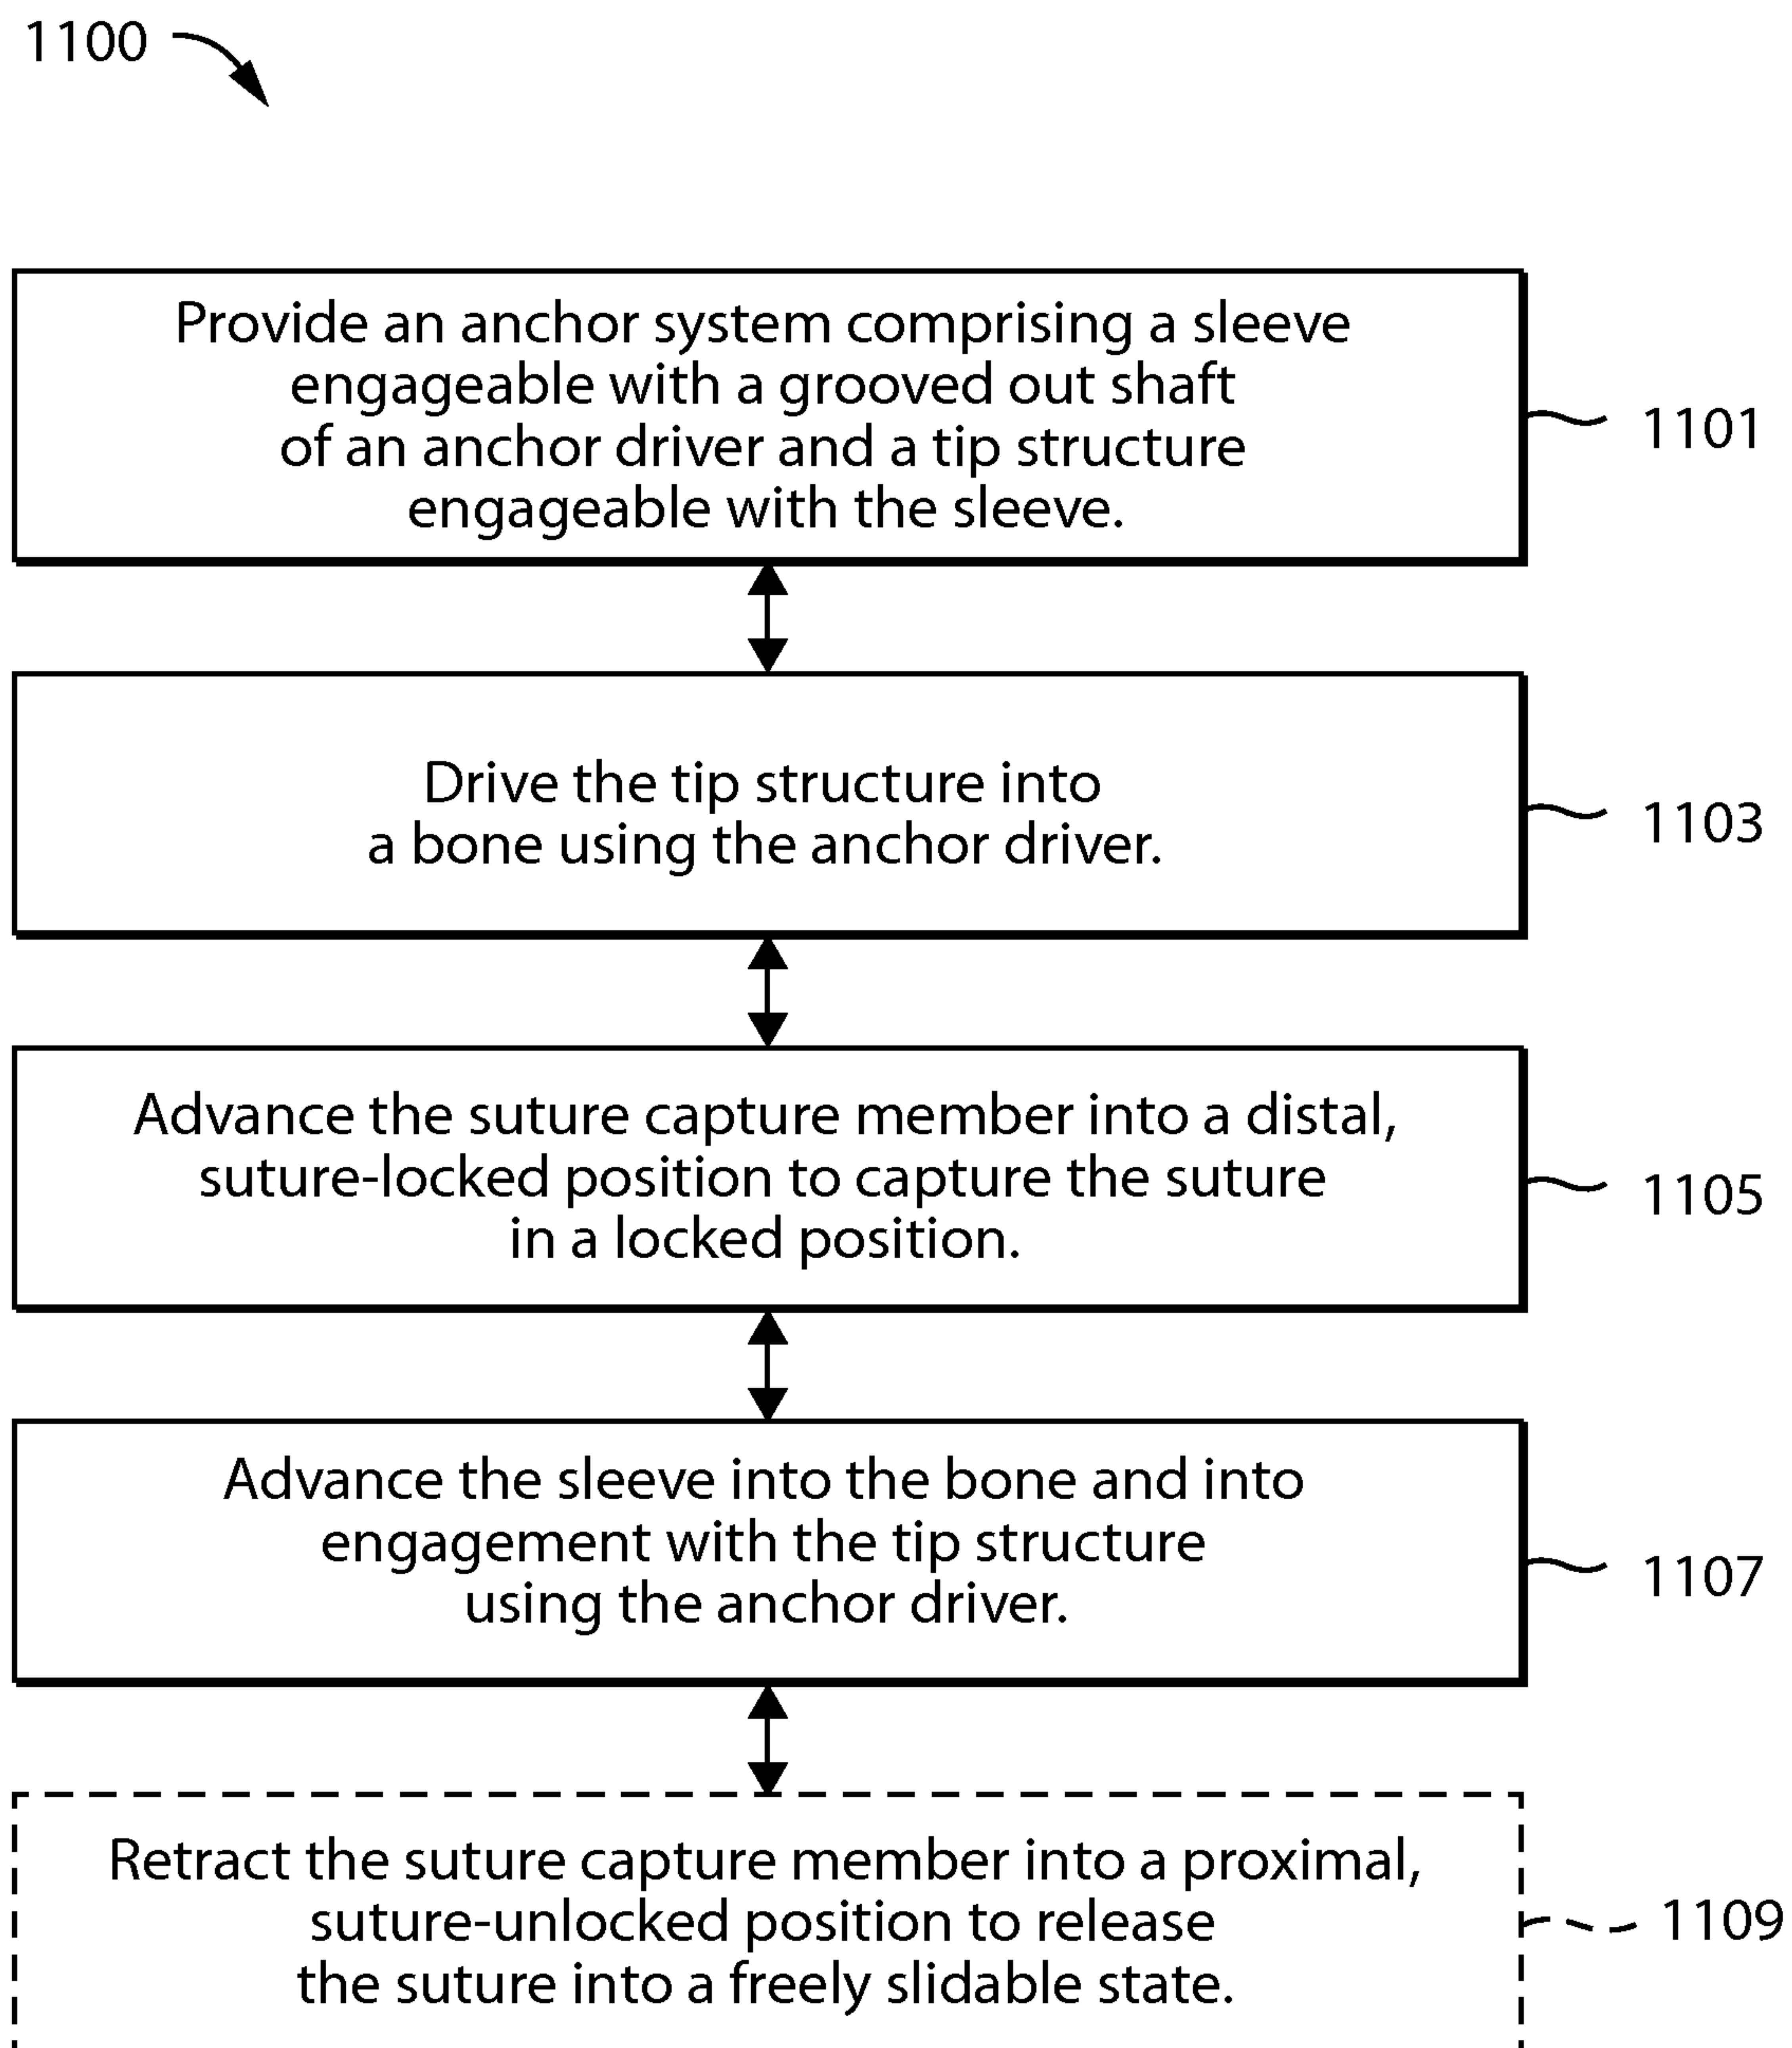 1100
Provide an anchor system comprising a sleeve
engageable with a grooved out shaft
of an anchor driver and a tip structure
engageable with the sleeve.
1101
Drive the tip structure into
a bone using the anchor driver.
1103
Advance the suture capture member into a distal,
suture-locked position to capture the suture
in a locked position.
1105
Advance the sleeve into the bone and into
engagement with the tip structure
using the anchor driver.
1107
Retract the suture capture member into a proximal,
suture-unlocked position to release
the suture into a freely slidable state.
1109